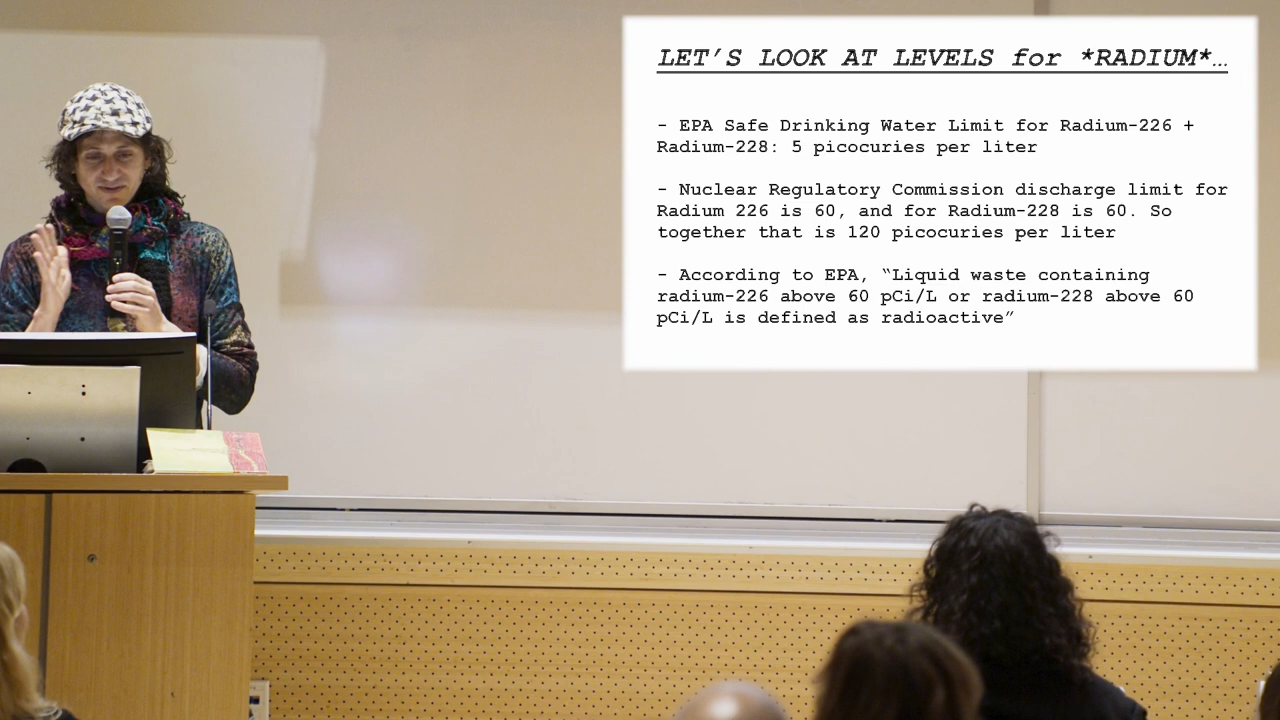 LET'S LOOK AT LEVELS for *RADIUM*…
- EPA Safe Drinking Water Limit for Radium-226 +
Radium-228: 5 picocuries per liter
- Nuclear Regulatory Commission discharge limit for
Radium 226 is 60, and for Radium-228 is 60. So
together that is 120 picocuries per liter
- According to EPA, “Liquid waste containing
radium-226 above 60 pCi/L or radium-228 above 60
pCi/L is defined as radioactive”